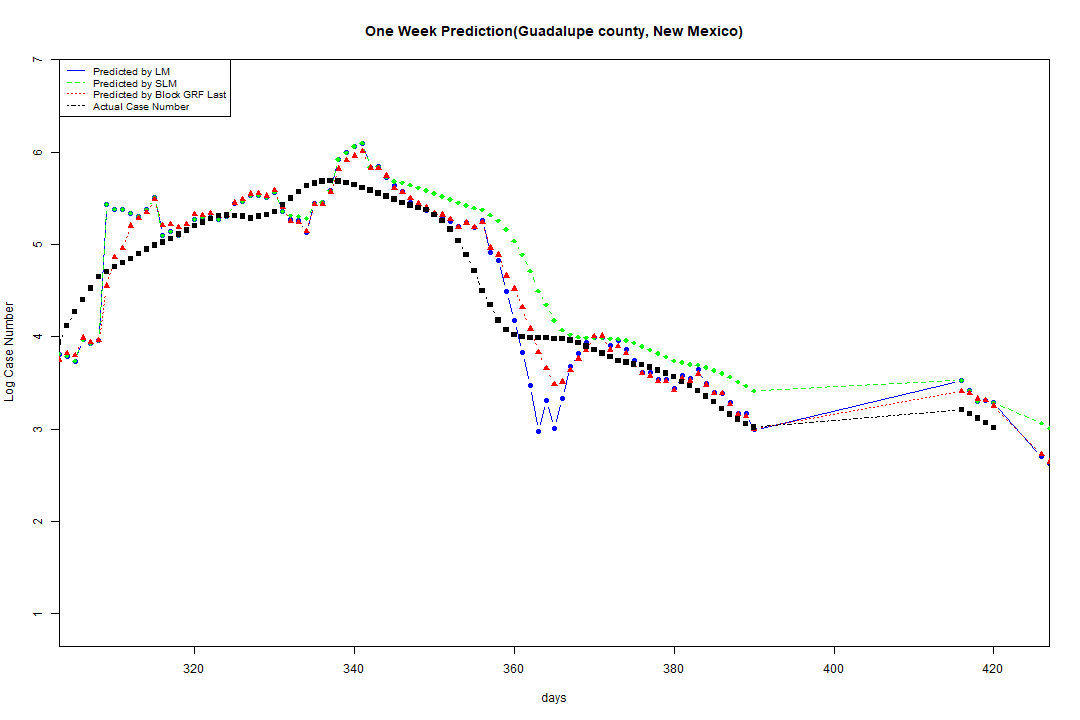 One Week Prediction(Guadalupe county, New Mexico)
Predicted by LM
Predicted by SLM
Predicted by Block GRF Last
Actual Case Number
7
6
5
4
3
2
1
Log Case Number
320 340 360 380 400 420
days